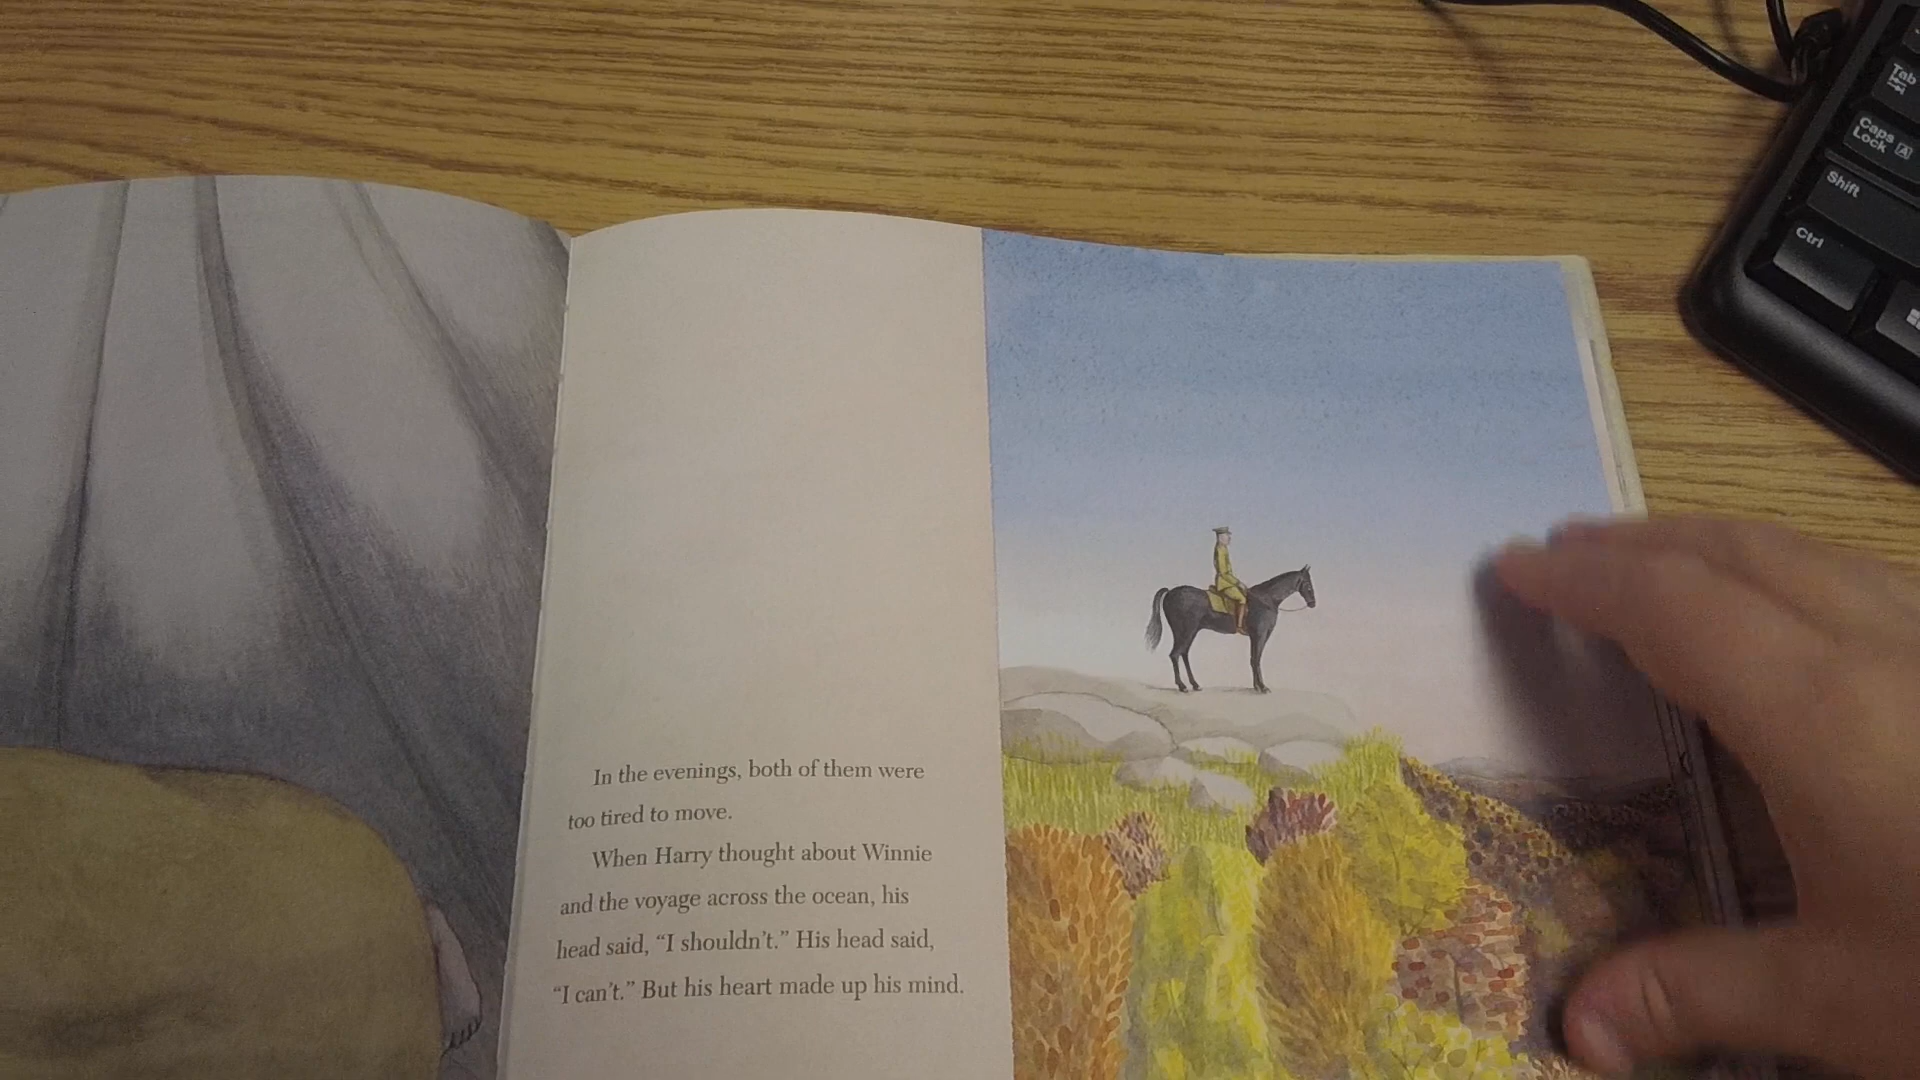 In the evenings, both of them were
too tired to move.
When Harry thought about Winnie
and the voyage across the ocean, his
head said, “I shouldn’t.” His head said,
“I can’t.” But his heart made up his mind.
Tab
Caps
Lock
A
Shift
Ctrl